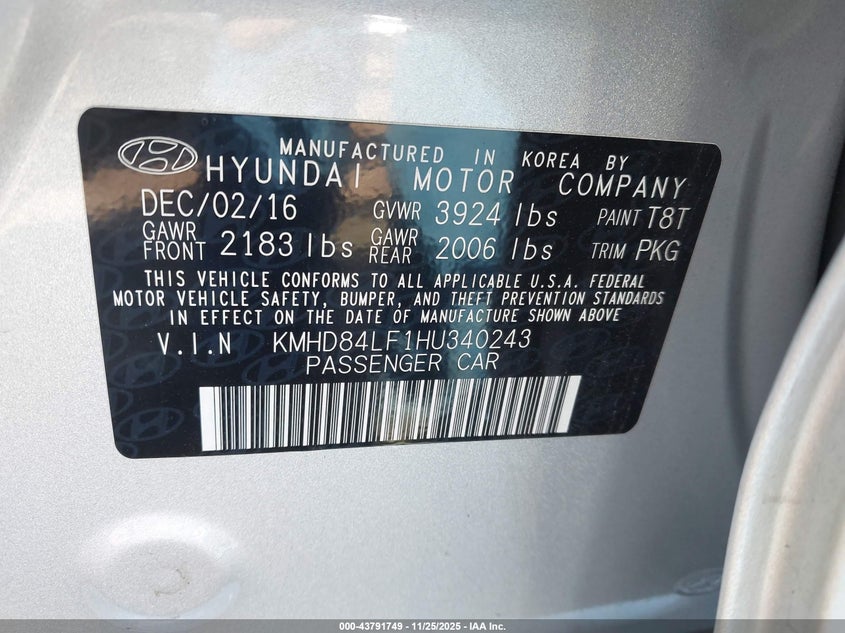 MANUFACTURED IN KOREA BY
HYUNDAI MOTOR COMPANY
DEC/02/16 GVWR 3924 lbs PAINT T8T
GAWR FRONT 2183 lbs GAWR REAR 2006 lbs TRIM PKG
THIS VEHICLE CONFORMS TO ALL APPLICABLE U.S.A. FEDERAL
MOTOR VEHICLE SAFETY, BUMPER, AND THEFT PREVENTION STANDARDS
IN EFFECT ON THE DATE OF MANUFACTURE SHOWN ABOVE
V.I.N KMHD84LF1HU340243
PASSENGER CAR
000-43791749 - 11/25/2025 - IAA Inc.